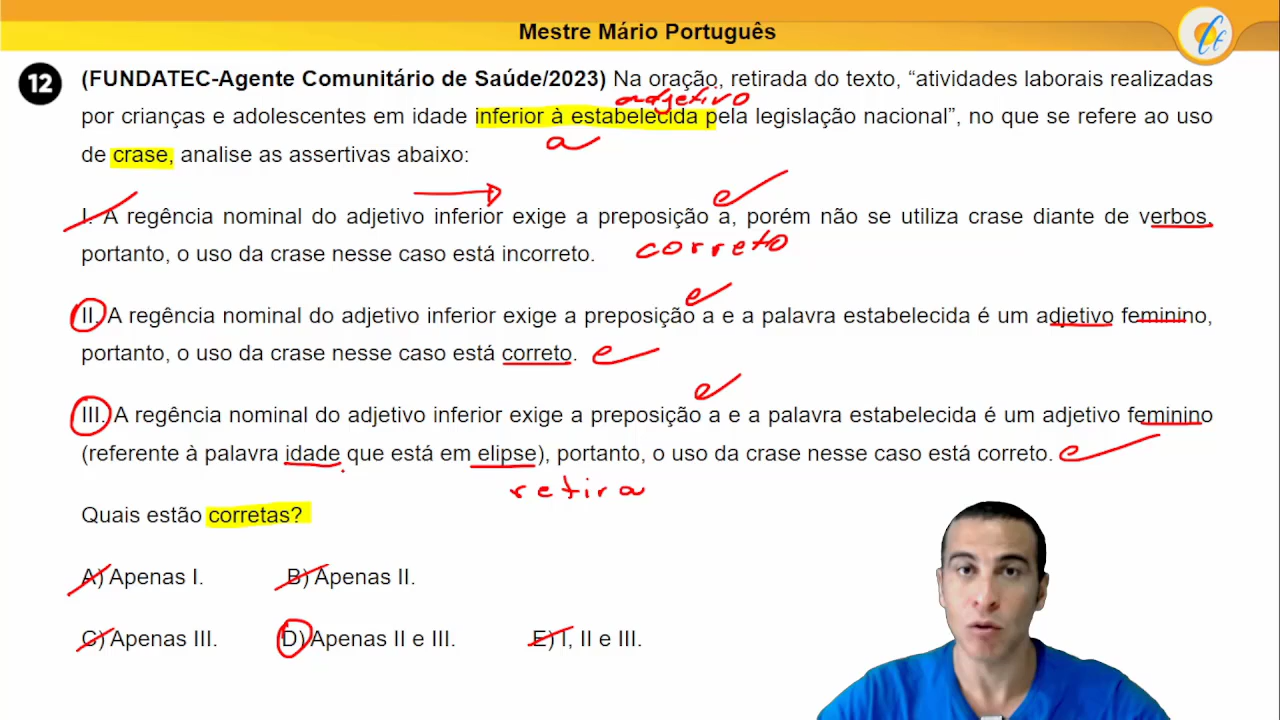 Mestre Mário Português
12 (FUNDATEC-Agente Comunitário de Saúde/2023) Na oração, retirada do texto, “atividades laborais realizadas
adjetivo
por crianças e adolescentes em idade inferior à estabelecida pela legislação nacional”, no que se refere ao uso
a
de crase, analise as assertivas abaixo:
I. A regência nominal do adjetivo inferior exige a preposição a, porém não se utiliza crase diante de verbos,
portanto, o uso da crase nesse caso está incorreto. correto
II. A regência nominal do adjetivo inferior exige a preposição a e a palavra estabelecida é um adjetivo feminino,
portanto, o uso da crase nesse caso está correto.
III. A regência nominal do adjetivo inferior exige a preposição a e a palavra estabelecida é um adjetivo feminino
(referente à palavra idade que está em elipse), portanto, o uso da crase nesse caso está correto.
retira
Quais estão corretas?
A) Apenas I. B) Apenas II.
C) Apenas III. D) Apenas II e III. E) I, II e III.